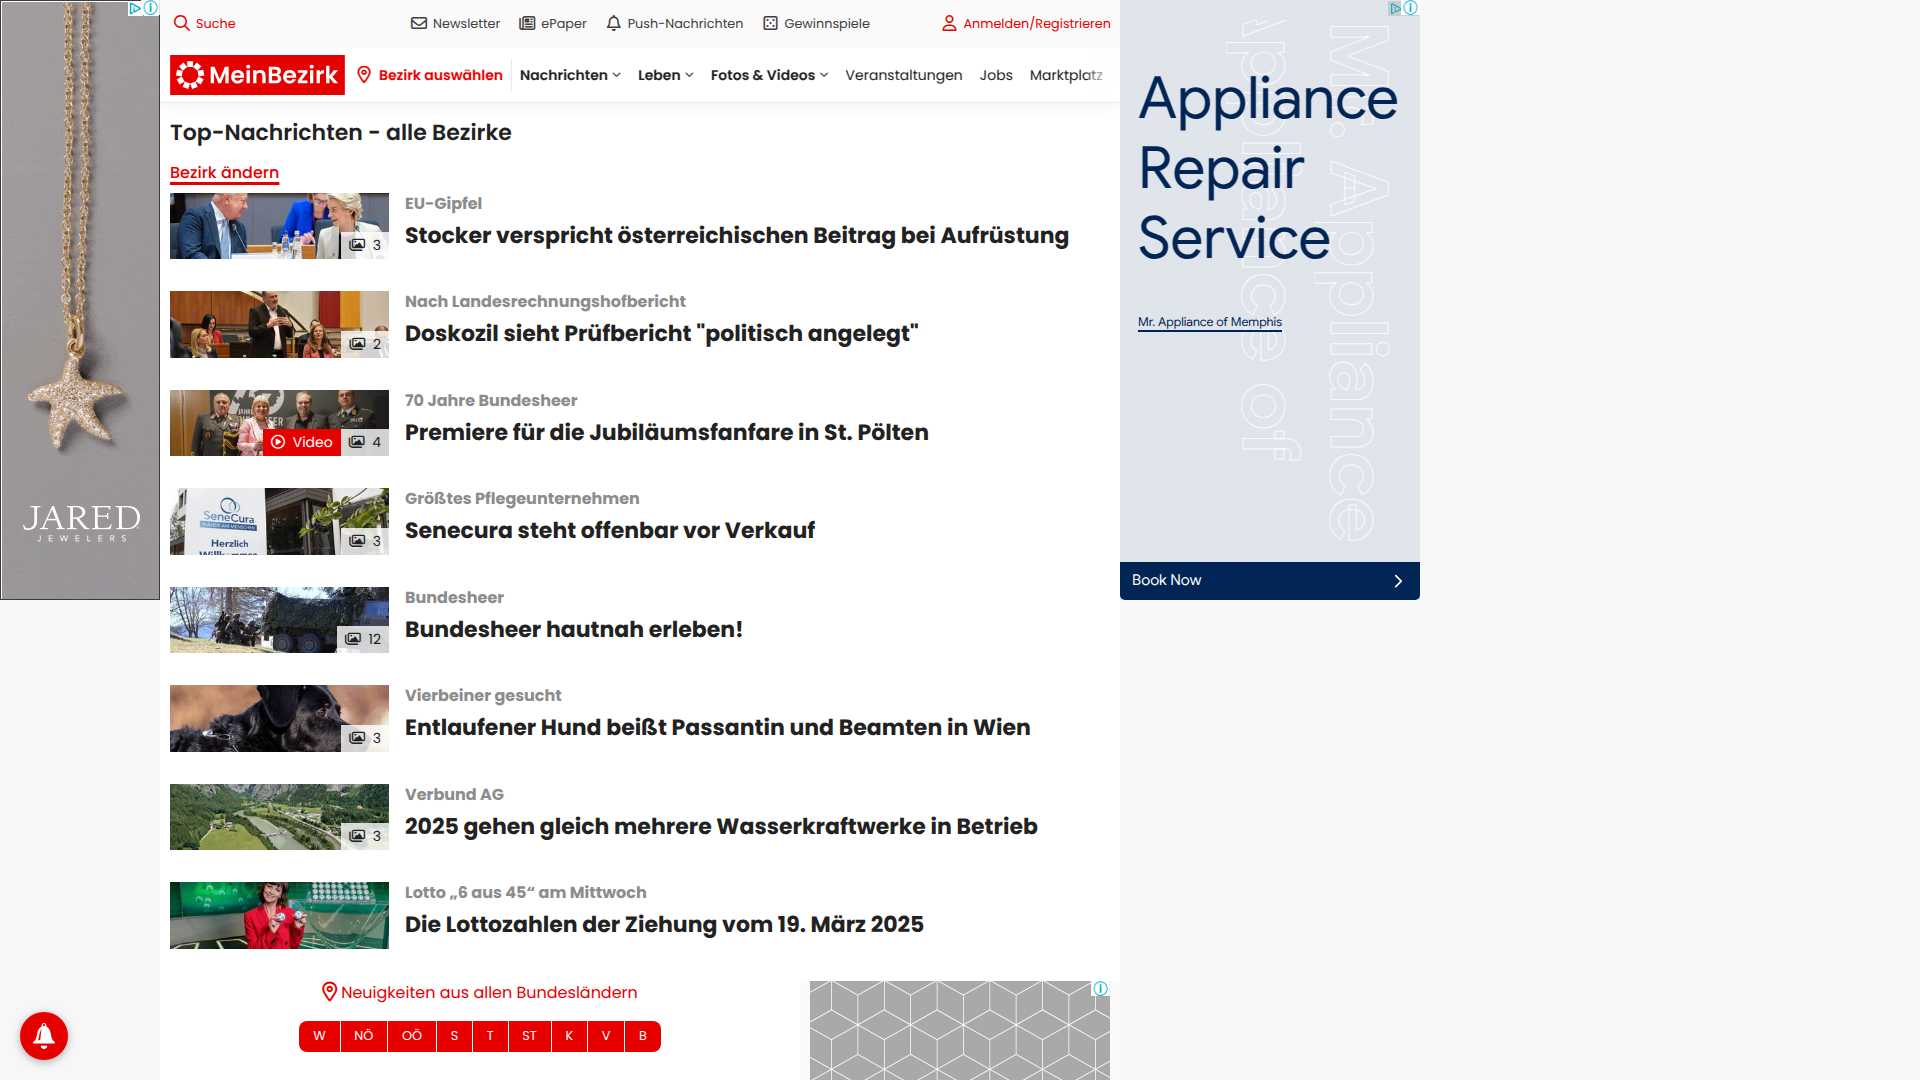 Suche
Newsletter
ePaper
Push-Nachrichten
Gewinnspiele
Anmelden/Registrieren
MeinBezirk
Bezirk auswählen
Nachrichten
Leben
Fotos & Videos
Veranstaltungen
Jobs
Marktplatz
Top-Nachrichten - alle Bezirke
Bezirk ändern
3
EU-Gipfel
Stocker verspricht österreichischen Beitrag bei Aufrüstung
2
Nach Landesrechnungshofbericht
Doskozil sieht Prüfbericht "politisch angelegt"
Video
4
70 Jahre Bundesheer
Premiere für die Jubiläumsfanfare in St. Pölten
SeneCura
Herzlich
3
Größtes Pflegeunternehmen
Senecura steht offenbar vor Verkauf
12
Bundesheer
Bundesheer hautnah erleben!
3
Vierbeiner gesucht
Entlaufener Hund beißt Passantin und Beamten in Wien
3
Verbund AG
2025 gehen gleich mehrere Wasserkraftwerke in Betrieb
Lotto „6 aus 45“ am Mittwoch
Die Lottozahlen der Ziehung vom 19. März 2025
Neuigkeiten aus allen Bundesländern
W NÖ OÖ S T ST K V B
JARED
JEWELERS
Appliance
Repair
Service
Mr. Appliance of Memphis
Mr. Appliance
Appliance of
Book Now